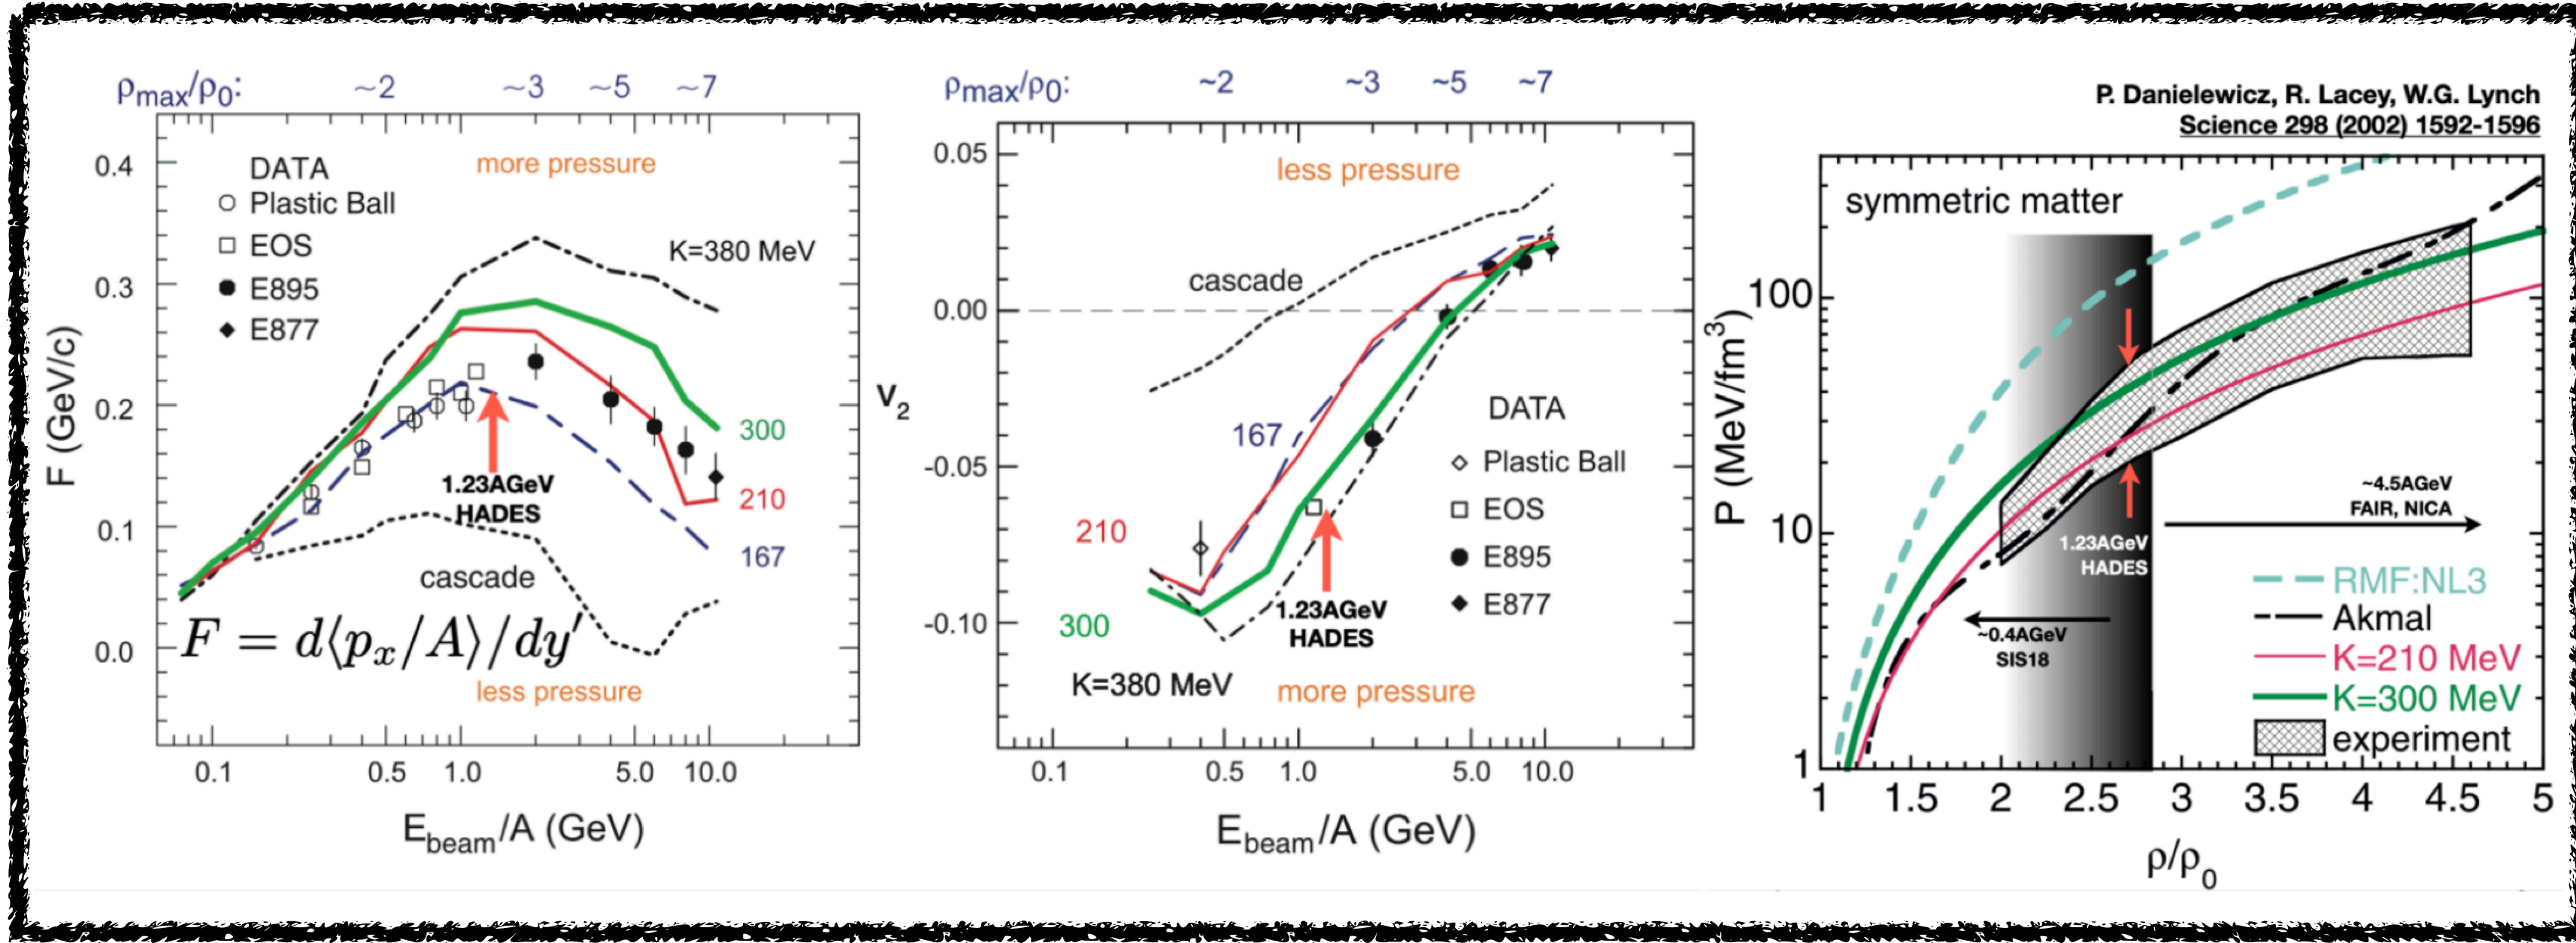 ρmax/ρ0: ~2 ~3 ~5 ~7
0.4
0.3
0.2
0.1
0.0
F (GeV/c)
DATA
Plastic Ball
EOS
E895
E877
more pressure
K=380 MeV
300
210
167
1.23AGeV
HADES
cascade
F = d⟨px/A⟩/dy′
less pressure
0.1 0.5 1.0 5.0 10.0
Ebeam/A (GeV)
ρmax/ρ0: ~2 ~3 ~5 ~7
0.05
0.00
-0.05
-0.10
v2
less pressure
cascade
167
210
300
DATA
Plastic Ball
EOS
E895
E877
1.23AGeV
HADES
K=380 MeV
more pressure
0.1 0.5 1.0 5.0 10.0
Ebeam/A (GeV)
P. Danielewicz, R. Lacey, W.G. Lynch
Science 298 (2002) 1592-1596
symmetric matter
100
10
1
P (MeV/fm3)
~4.5AGeV
FAIR, NICA
1.23AGeV
HADES
~0.4AGeV
SIS18
RMF:NL3
Akmal
K=210 MeV
K=300 MeV
experiment
1 1.5 2 2.5 3 3.5 4 4.5 5
ρ/ρ0